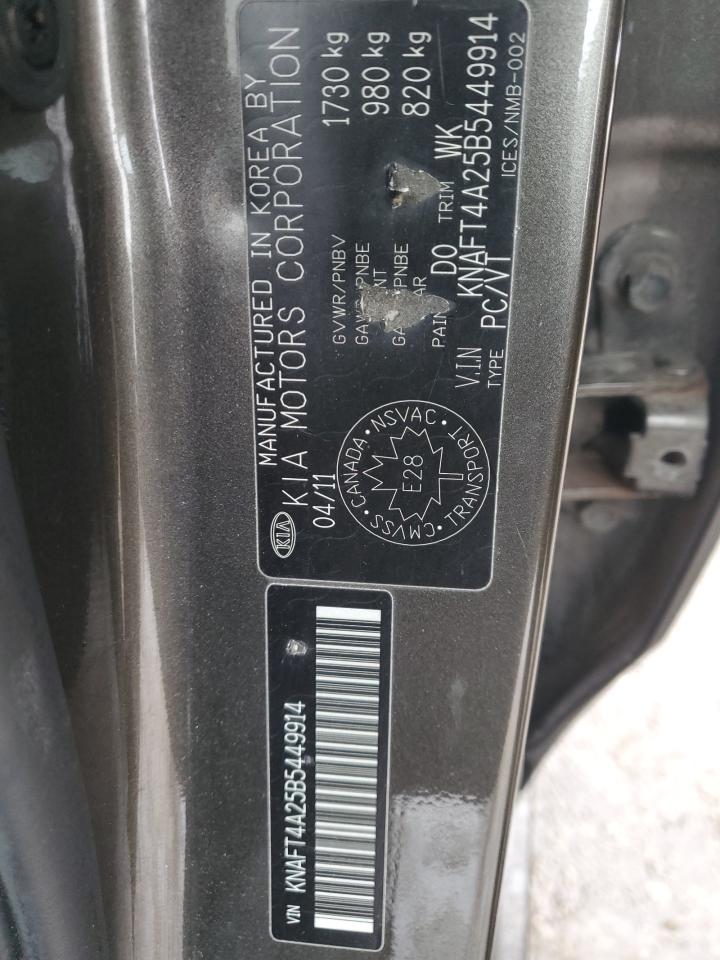 MANUFACTURED IN KOREA BY
KIA KIA MOTORS CORPORATION
04/11
GVWR/PNBV 1730 kg
980 kg
820 kg
DO TRIM WK
V.I.N KNAFT4A25B5449914
TYPE PC/VT ICES/NMB-002
CANADA · NSVAC · TRANSPORT · CMVSS
E28
VIN KNAFT4A25B5449914